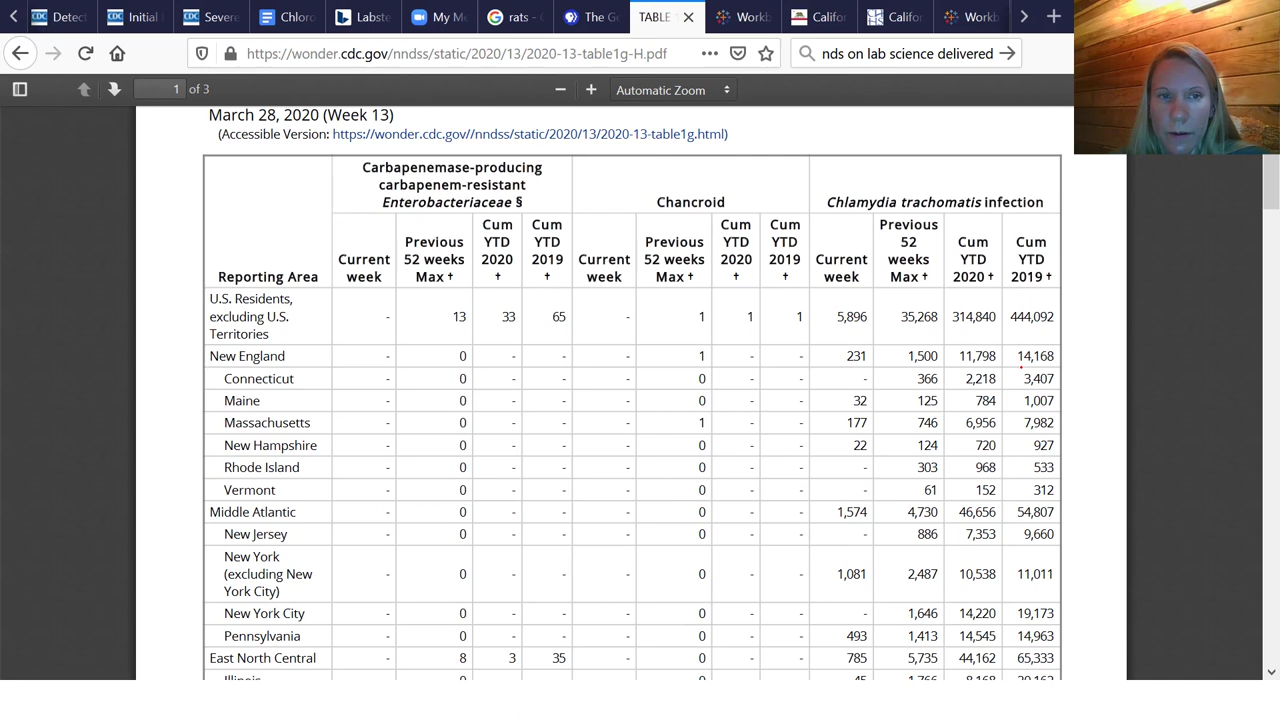 Detect
Initial
Severe
Chloro
Labste
My M
rats -
The Ge
TABLE
Workb
Califor
Califor
Workb
https://wonder.cdc.gov/nndss/static/2020/13/2020-13-table1g-H.pdf
nds on lab science delivered
1 of 3
Automatic Zoom
March 28, 2020 (Week 13)
(Accessible Version: https://wonder.cdc.gov//nndss/static/2020/13/2020-13-table1g.html)
Reporting Area
Carbapenemase-producing
carbapenem-resistant
Enterobacteriaceae §
Chancroid
Chlamydia trachomatis infection
Current week
Previous 52 weeks Max †
Cum YTD 2020 †
Cum YTD 2019 †
Current week
Previous 52 weeks Max †
Cum YTD 2020 †
Cum YTD 2019 †
Current week
Previous 52 weeks Max †
Cum YTD 2020 †
Cum YTD 2019 †
U.S. Residents, excluding U.S. Territories - 13 33 65 - 1 1 1 5,896 35,268 314,840 444,092
New England - 0 - - - 1 - - 231 1,500 11,798 14,168
Connecticut - 0 - - - 0 - - - 366 2,218 3,407
Maine - 0 - - - 0 - - 32 125 784 1,007
Massachusetts - 0 - - - 1 - - 177 746 6,956 7,982
New Hampshire - 0 - - - 0 - - 22 124 720 927
Rhode Island - 0 - - - 0 - - - 303 968 533
Vermont - 0 - - - 0 - - - 61 152 312
Middle Atlantic - 0 - - - 0 - - 1,574 4,730 46,656 54,807
New Jersey - 0 - - - 0 - - - 886 7,353 9,660
New York (excluding New York City) - 0 - - - 0 - - 1,081 2,487 10,538 11,011
New York City - 0 - - - 0 - - - 1,646 14,220 19,173
Pennsylvania - 0 - - - 0 - - 493 1,413 14,545 14,963
East North Central - 8 3 35 - 0 - - 785 5,735 44,162 65,333